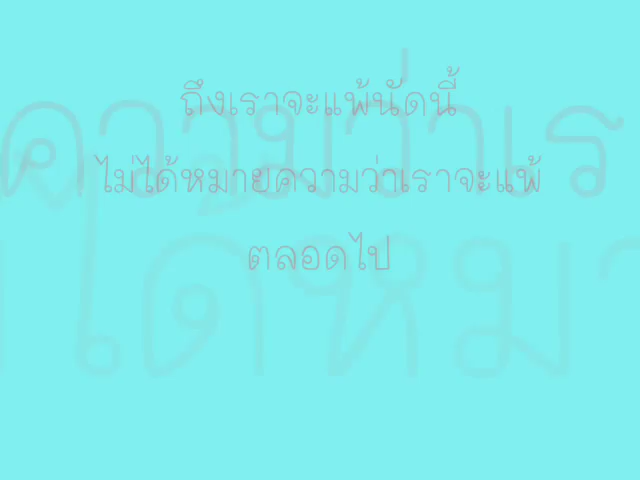 ถึงเราจะแพ้นัดนี้
ไม่ได้หมายความว่าเราจะแพ้
ตลอดไป